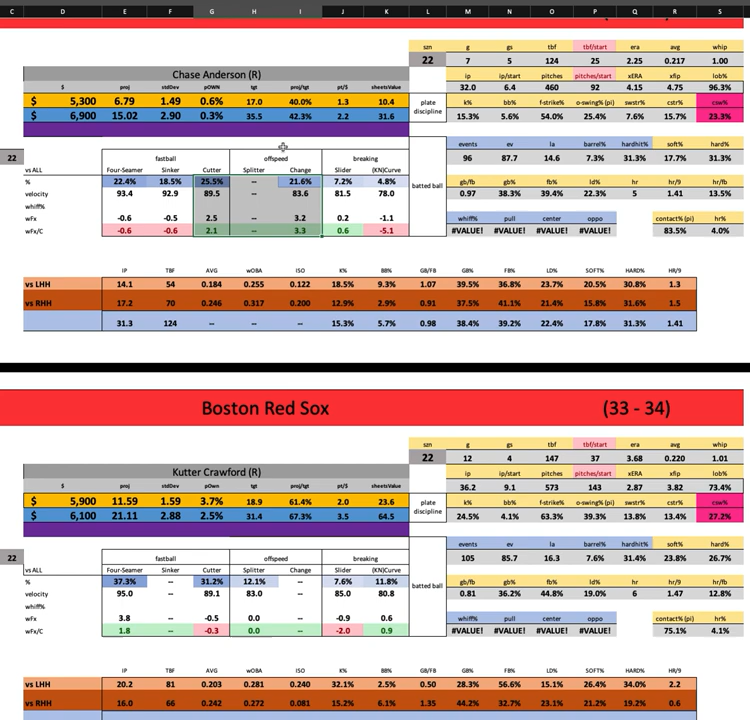 C D E F G H I J K L M N O P Q R S
szn g gs tbf tbf/start era avg whip
22 7 5 124 25 2.25 0.217 1.00
Chase Anderson (R) ip ip/start pitches pitches/start xERA xfip lob%
32.0 6.4 460 92 4.15 4.75 96.3%
$ proj stdDev pOWN tgt proj/tgt pt/$ sheetsValue
$ 5,300 6.79 1.49 0.6% 17.0 40.0% 1.3 10.4 plate discipline k% bb% f-strike% o-swing% (pi) swstr% cstr% csw%
$ 6,900 15.02 2.90 0.3% 35.5 42.3% 2.2 31.6 15.3% 5.6% 54.0% 25.4% 7.6% 15.7% 23.3%
events ev la barrel% hardhit% soft% hard%
22 fastball offspeed breaking 96 87.7 14.6 7.3% 31.3% 17.7% 31.3%
vs ALL Four-Seamer Sinker Cutter Splitter Change Slider (KN)Curve
% 22.4% 18.5% 25.5% -- 21.6% 7.2% 4.8% batted ball gb/fb gb% fb% ld% hr hr/9 hr/fb
velocity 93.4 92.9 89.5 -- 83.6 81.5 78.0 0.97 38.3% 39.4% 22.3% 5 1.41 13.5%
whiff%
wFx -0.6 -0.5 2.5 3.2 0.2 -1.1 whiff% pull center oppo contact% (pi) hr%
wFx/C -0.6 -0.6 2.1 -- 3.3 0.6 -5.1 #VALUE! #VALUE! #VALUE! #VALUE! 83.5% 4.0%
IP TBF AVG wOBA ISO K% BB% GB/FB GB% FB% LD% SOFT% HARD% HR/9
vs LHH 14.1 54 0.184 0.255 0.122 18.5% 9.3% 1.07 39.5% 36.8% 23.7% 20.5% 30.8% 1.3
vs RHH 17.2 70 0.246 0.317 0.200 12.9% 2.9% 0.91 37.5% 41.1% 21.4% 15.8% 31.6% 1.5
31.3 124 -- -- -- 15.3% 5.7% 0.98 38.4% 39.2% 22.4% 17.8% 31.3% 1.41
Boston Red Sox (33 - 34)
szn g gs tbf tbf/start era avg whip
22 12 4 147 37 3.68 0.220 1.01
Kutter Crawford (R) ip ip/start pitches pitches/start xERA xfip lob%
36.2 9.1 573 143 2.87 3.82 73.4%
$ proj stdDev pOwn tgt proj/tgt pt/$ sheetsValue
$ 5,900 11.59 1.59 3.7% 18.9 61.4% 2.0 23.6 plate discipline k% bb% f-strike% o-swing% (pi) swstr% cstr% csw%
$ 6,100 21.11 2.88 2.5% 31.4 67.3% 3.5 64.5 24.5% 4.1% 63.3% 39.3% 13.8% 13.4% 27.2%
events ev la barrel% hardhit% soft% hard%
22 fastball offspeed breaking 105 85.7 16.3 7.6% 31.4% 23.8% 26.7%
vs ALL Four-Seamer Sinker Cutter Splitter Change Slider (KN)Curve
% 37.3% -- 31.2% 12.1% -- 7.6% 11.8% batted ball gb/fb gb% fb% ld% hr hr/9 hr/fb
velocity 95.0 -- 89.1 83.0 -- 85.0 80.8 0.81 36.2% 44.8% 19.0% 6 1.47 12.8%
whiff%
wFx 3.8 -0.5 0.0 -0.9 0.6 whiff% pull center oppo contact% (pi) hr%
wFx/C 1.8 -- -0.3 0.0 -- -2.0 0.9 #VALUE! #VALUE! #VALUE! #VALUE! 75.1% 4.1%
IP TBF AVG wOBA ISO K% BB% GB/FB GB% FB% LD% SOFT% HARD% HR/9
vs LHH 20.2 81 0.203 0.281 0.240 32.1% 2.5% 0.50 28.3% 56.6% 15.1% 26.4% 34.0% 2.2
vs RHH 16.0 66 0.242 0.272 0.081 15.2% 6.1% 1.35 44.2% 32.7% 23.1% 21.2% 19.2% 0.6